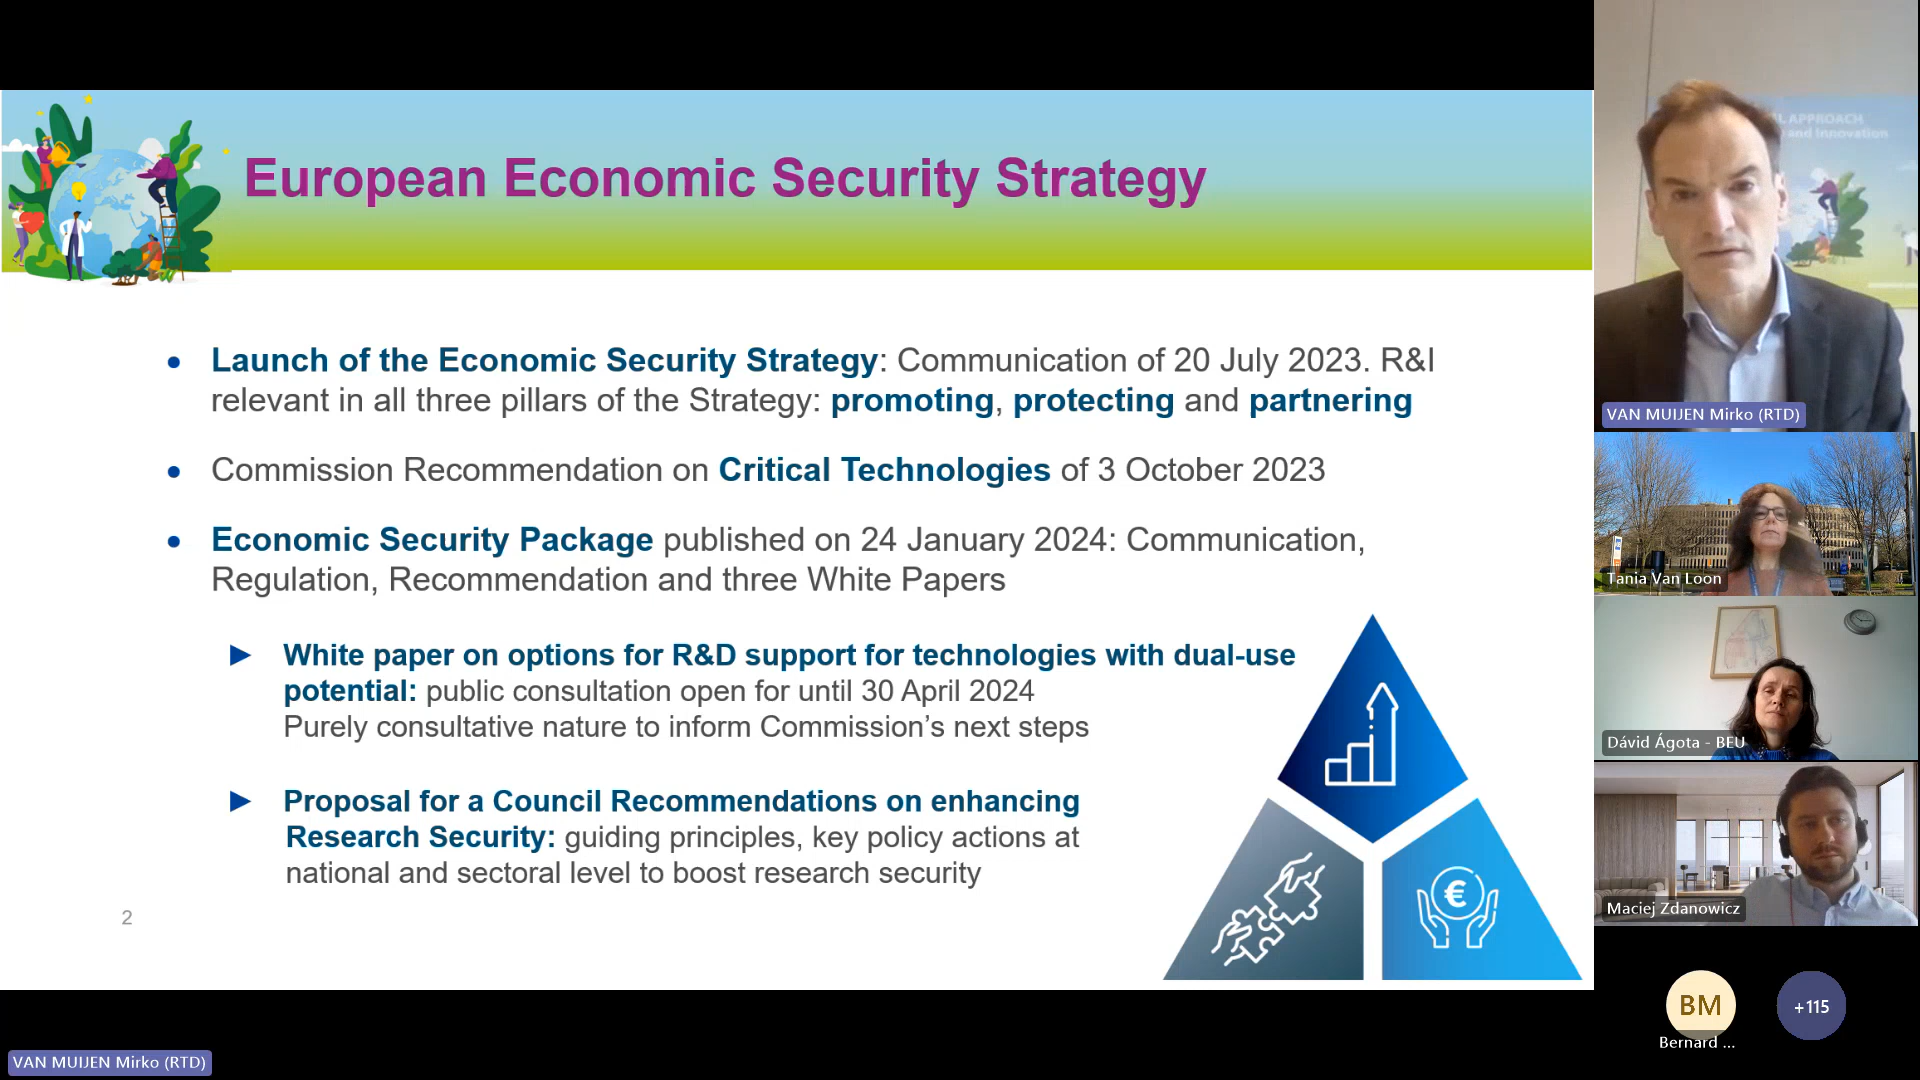 European Economic Security Strategy
• Launch of the Economic Security Strategy: Communication of 20 July 2023. R&I
relevant in all three pillars of the Strategy: promoting, protecting and partnering
• Commission Recommendation on Critical Technologies of 3 October 2023
• Economic Security Package published on 24 January 2024: Communication,
Regulation, Recommendation and three White Papers
► White paper on options for R&D support for technologies with dual-use
potential: public consultation open for until 30 April 2024
Purely consultative nature to inform Commission’s next steps
► Proposal for a Council Recommendations on enhancing
Research Security: guiding principles, key policy actions at
national and sectoral level to boost research security
€
2
VAN MUIJEN Mirko (RTD)
APPROACH
and Innovation
VAN MUIJEN Mirko (RTD)
Tania Van Loon
Dávid Ágota - BEU
Maciej Zdanowicz
BM
Bernard ...
+115